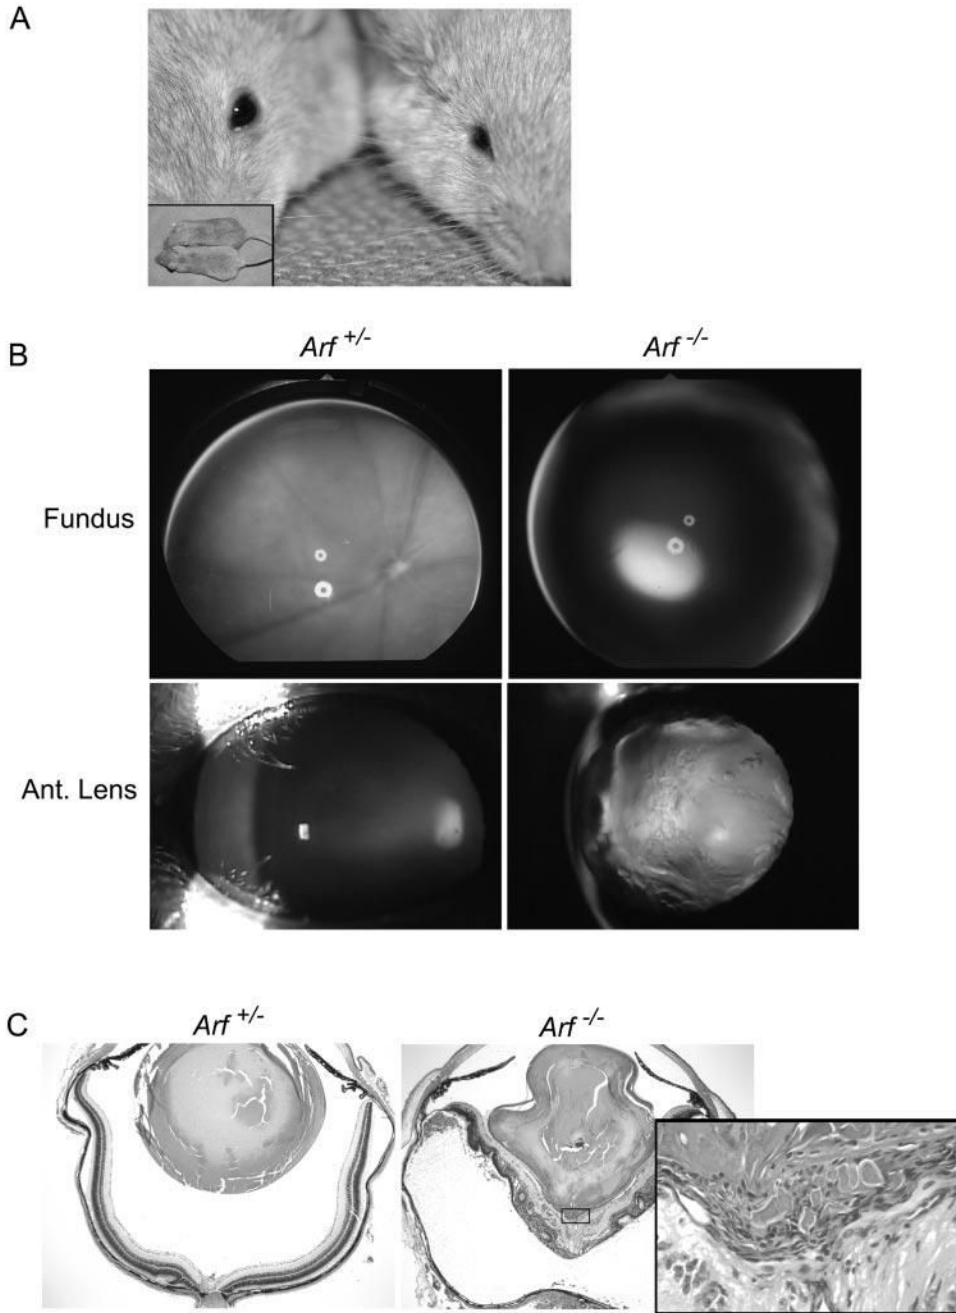 A
B
Arf +/-
Arf -/-
Fundus
Ant. Lens
C
Arf +/-
Arf -/-